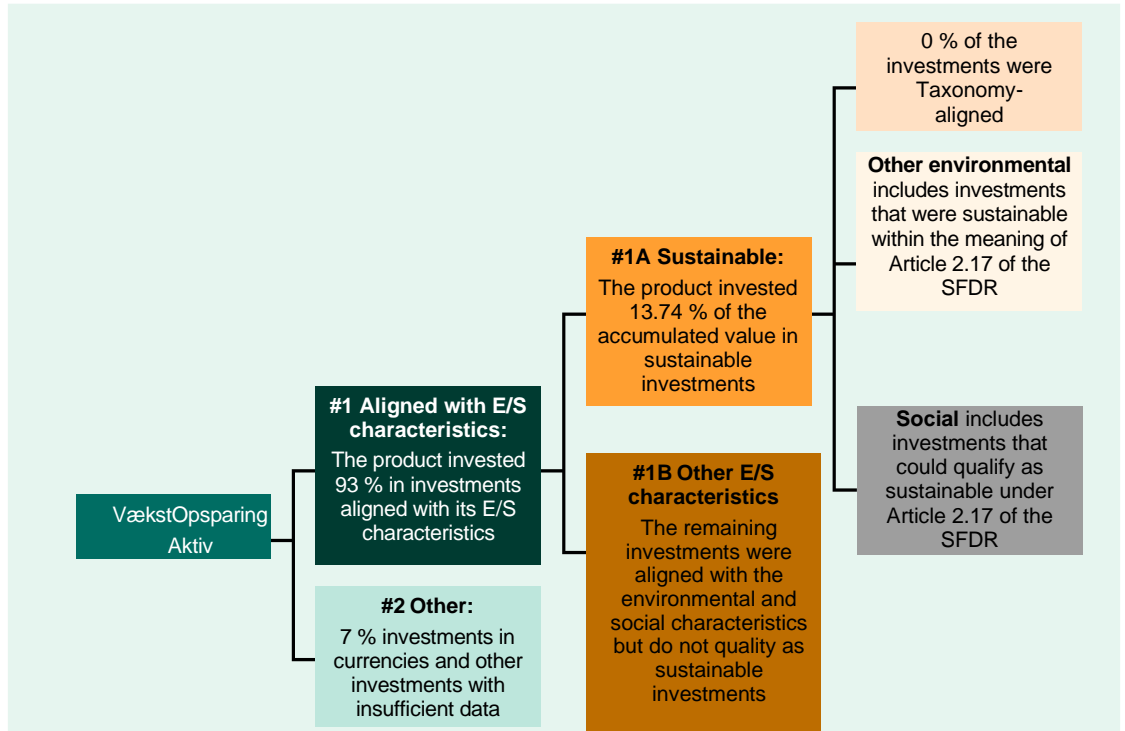 VækstOpsparing
Aktiv
#1 Aligned with E/S
characteristics:
The product invested
93 % in investments
aligned with its E/S
characteristics
#2 Other:
7 % investments in
currencies and other
investments with
insufficient data
#1A Sustainable:
The product invested
13.74 % of the
accumulated value in
sustainable
investments
#1B Other E/S
characteristics
The remaining
investments were
aligned with the
environmental and
social characteristics
but do not quality as
sustainable
investments
0 % of the
investments were
Taxonomy-
aligned
Other environmental
includes investments
that were sustainable
within the meaning of
Article 2.17 of the
SFDR
Social includes
investments that
could qualify as
sustainable under
Article 2.17 of the
SFDR